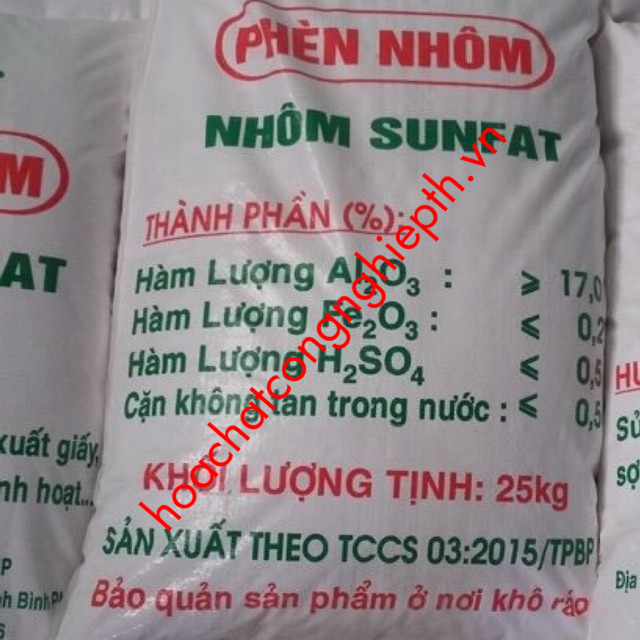 PHÈN NHÔM
NHÔM SUNFAT
THÀNH PHẦN (%):
Hàm Lượng Al2O3 : ≥ 17,0
Hàm Lượng Fe2O3 : ≤ 0,2
Hàm Lượng H2SO4 ≤ 0,5
Cặn không tan trong nước : ≤ 0,5
KHỐI LƯỢNG TỊNH: 25kg
SẢN XUẤT THEO TCCS 03:2015/TPBP
Bảo quản sản phẩm ở nơi khô ráo
hoachatcongnghiepth.vn
M
AT
xuất giấy,
nh hoạt...
P
nh Bình
6
HƯ
Sử
sợ
Địa